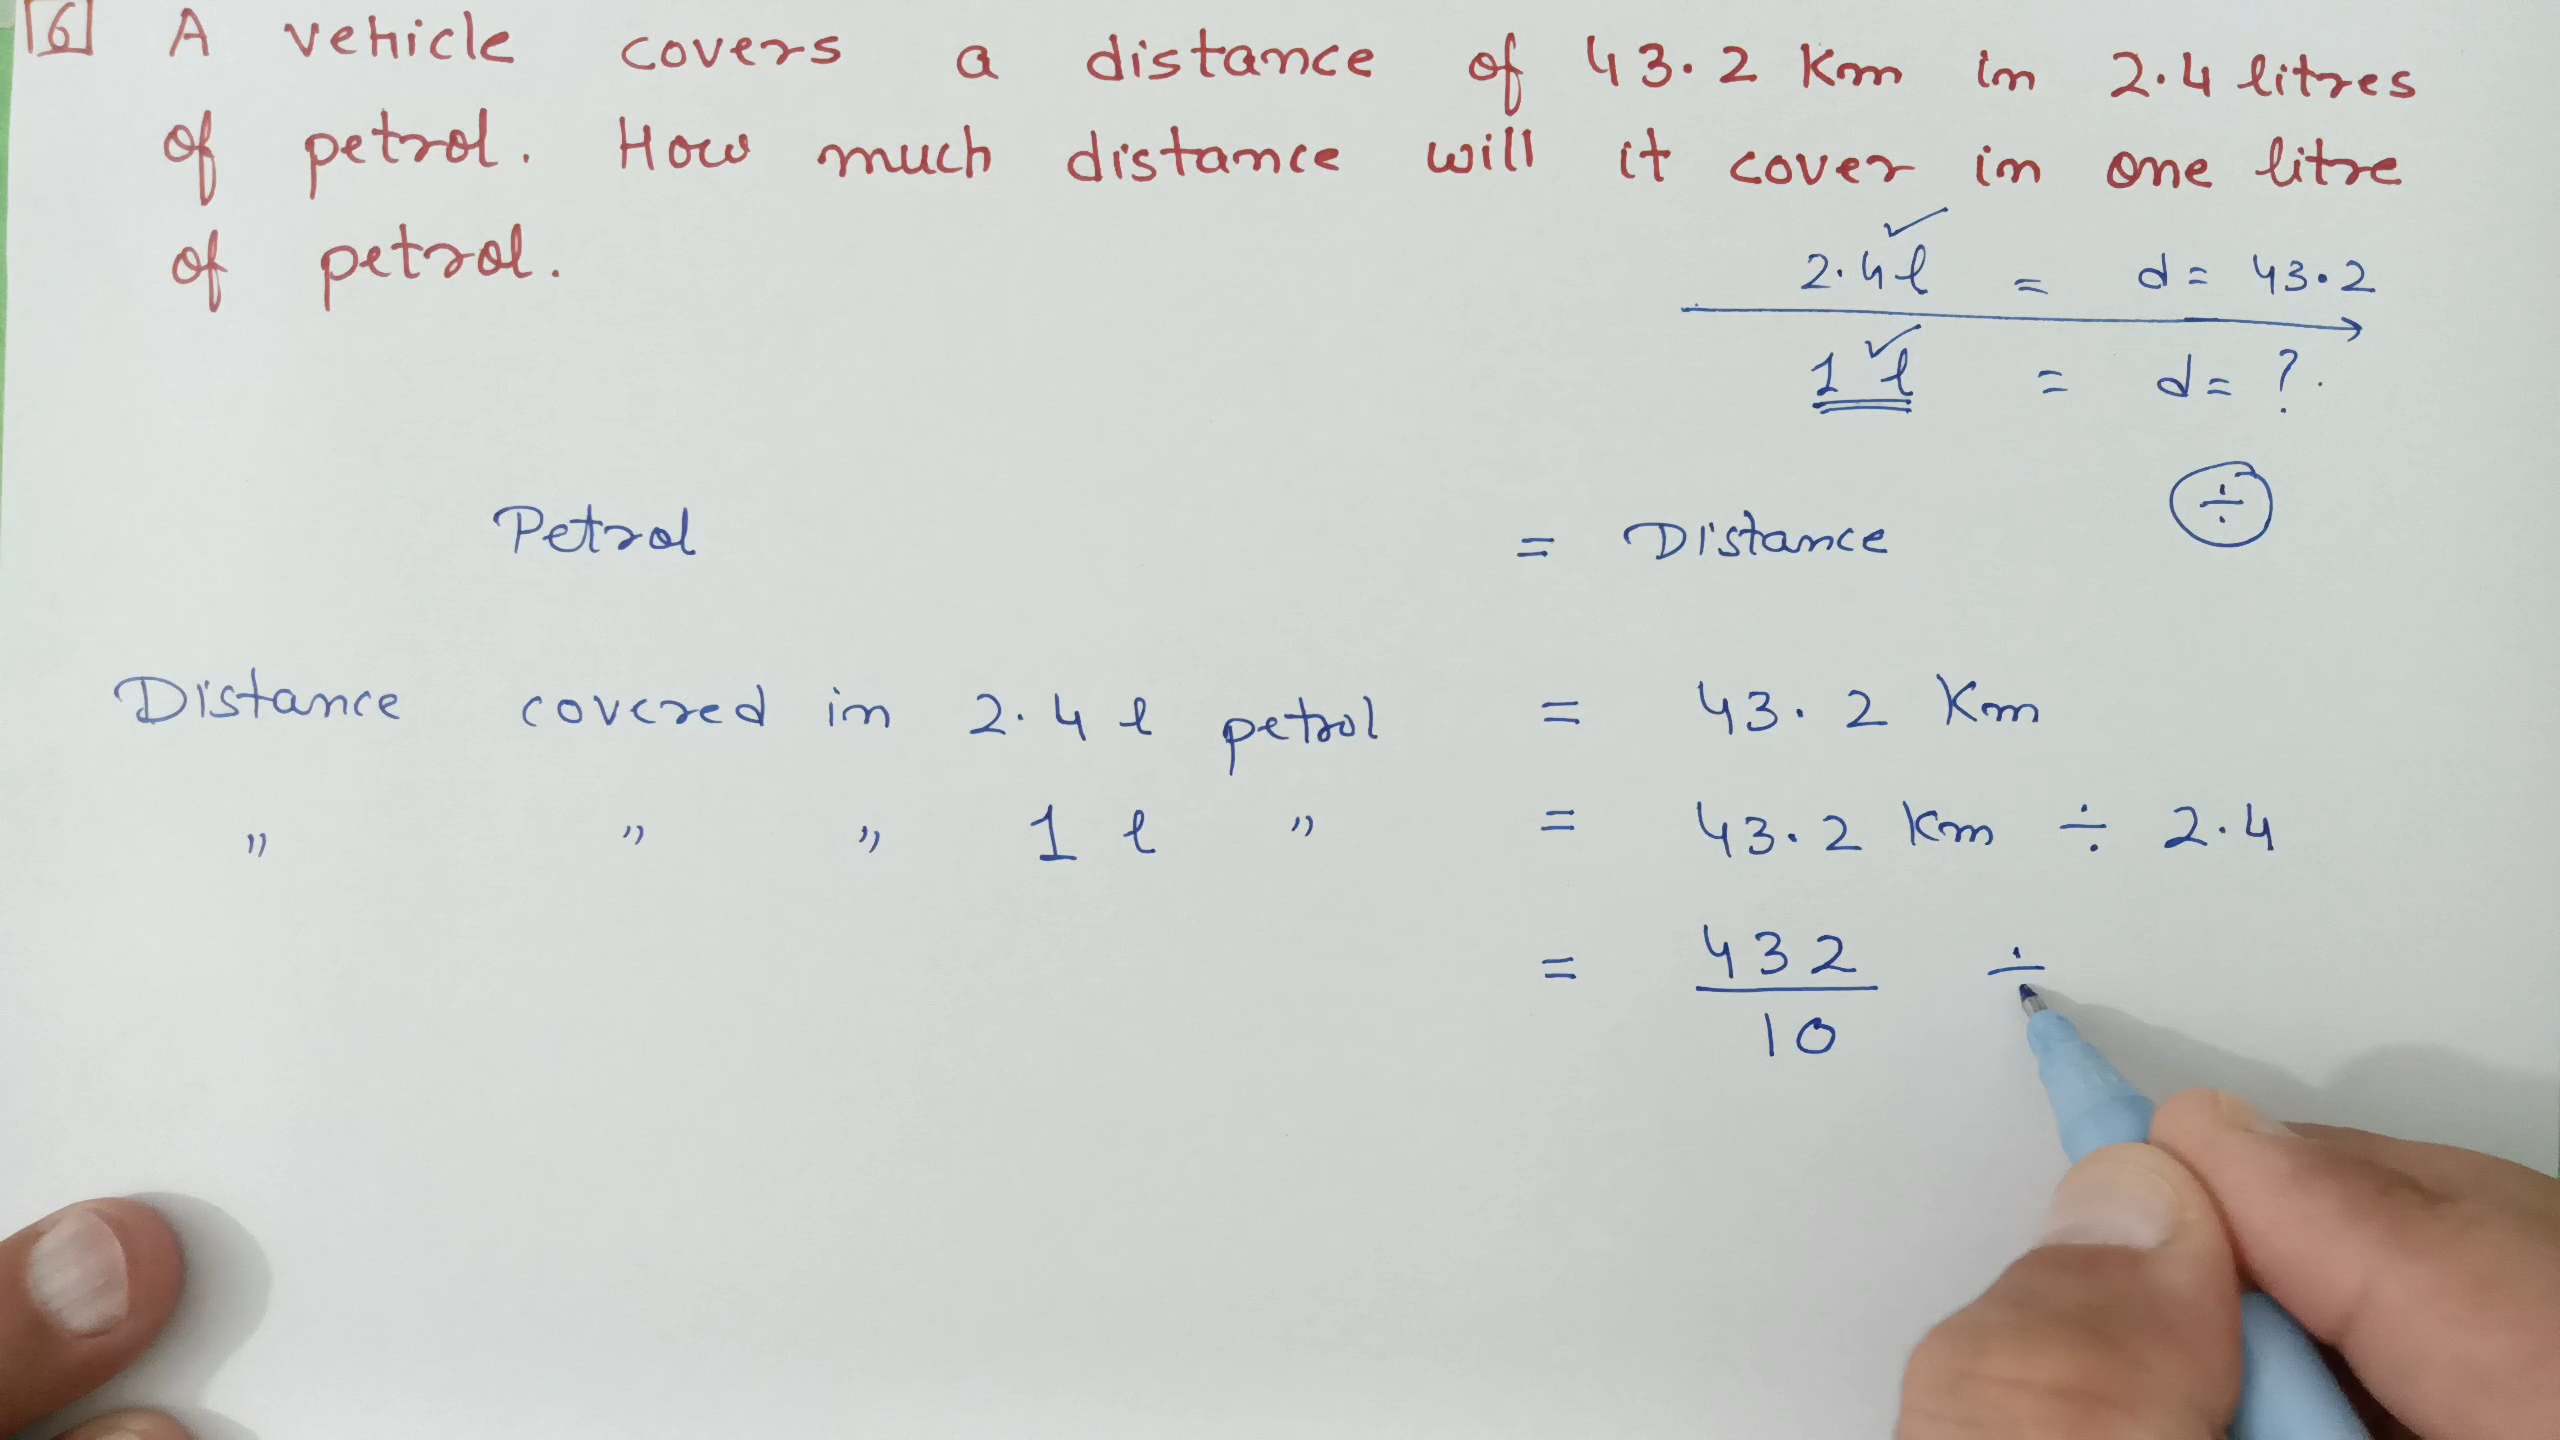 6 A vehicle covers a distance of 43.2 Km in 2.4 litres
of petrol. How much distance will it cover in one litre
of petrol.
2.4 l = d = 43.2
1 l = d = ?.
÷
Petrol = Distance
Distance covered in 2.4 l petrol = 43.2 Km
" " " 1 l " = 43.2 Km ÷ 2.4
= 432/10 ÷